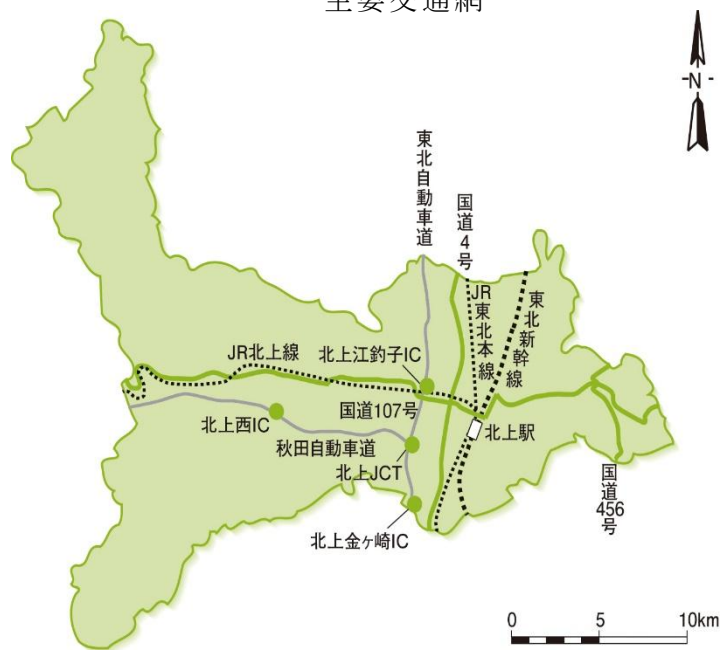 主要交通網
N
東北自動車道
国道4号
JR東北本線
東北新幹線
JR北上線
北上江釣子IC
国道107号
北上西IC
秋田自動車道
北上JCT
北上駅
北上金ヶ崎IC
国道456号
0 5 10km